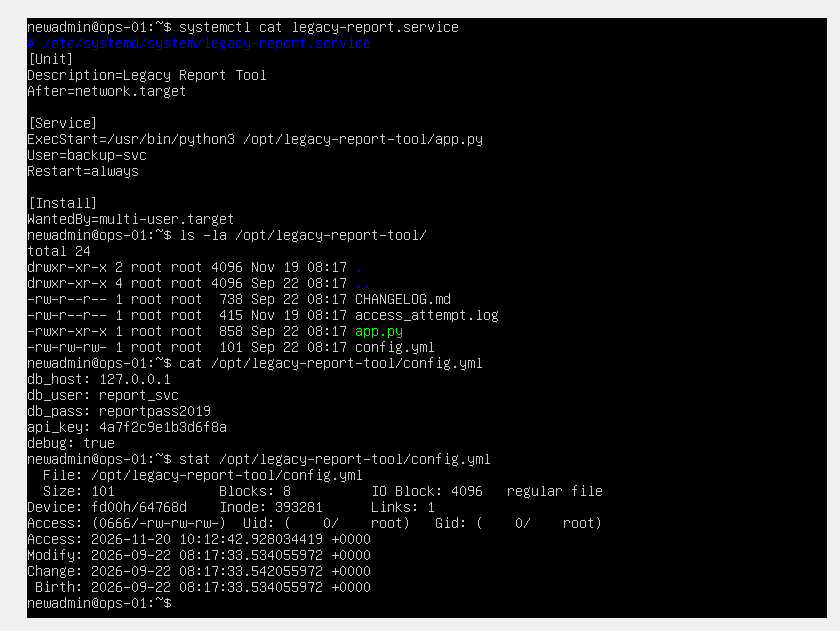 newadmin@ops-01:~$ systemctl cat legacy-report.service
# /etc/systemd/system/legacy-report.service
[Unit]
Description=Legacy Report Tool
After=network.target

[Service]
ExecStart=/usr/bin/python3 /opt/legacy-report-tool/app.py
User=backup-svc
Restart=always

[Install]
WantedBy=multi-user.target
newadmin@ops-01:~$ ls -la /opt/legacy-report-tool/
total 24
drwxr-xr-x 2 root root 4096 Nov 19 08:17 .
drwxr-xr-x 4 root root 4096 Sep 22 08:17 ..
-rw-r--r-- 1 root root  738 Sep 22 08:17 CHANGELOG.md
-rw-r--r-- 1 root root  415 Nov 19 08:17 access_attempt.log
-rwxr-xr-x 1 root root  858 Sep 22 08:17 app.py
-rw-rw-rw- 1 root root  101 Sep 22 08:17 config.yml
newadmin@ops-01:~$ cat /opt/legacy-report-tool/config.yml
db_host: 127.0.0.1
db_user: report_svc
db_pass: reportpass2019
api_key: 4a7f2c9e1b3d6f8a
debug: true
newadmin@ops-01:~$ stat /opt/legacy-report-tool/config.yml
  File: /opt/legacy-report-tool/config.yml
  Size: 101             Blocks: 8          IO Block: 4096   regular file
Device: fd00h/64768d    Inode: 393281      Links: 1
Access: (0666/-rw-rw-rw-)  Uid: (    0/    root)   Gid: (    0/    root)
Access: 2026-11-20 10:12:42.928034419 +0000
Modify: 2026-09-22 08:17:33.534055972 +0000
Change: 2026-09-22 08:17:33.542055972 +0000
 Birth: 2026-09-22 08:17:33.534055972 +0000
newadmin@ops-01:~$